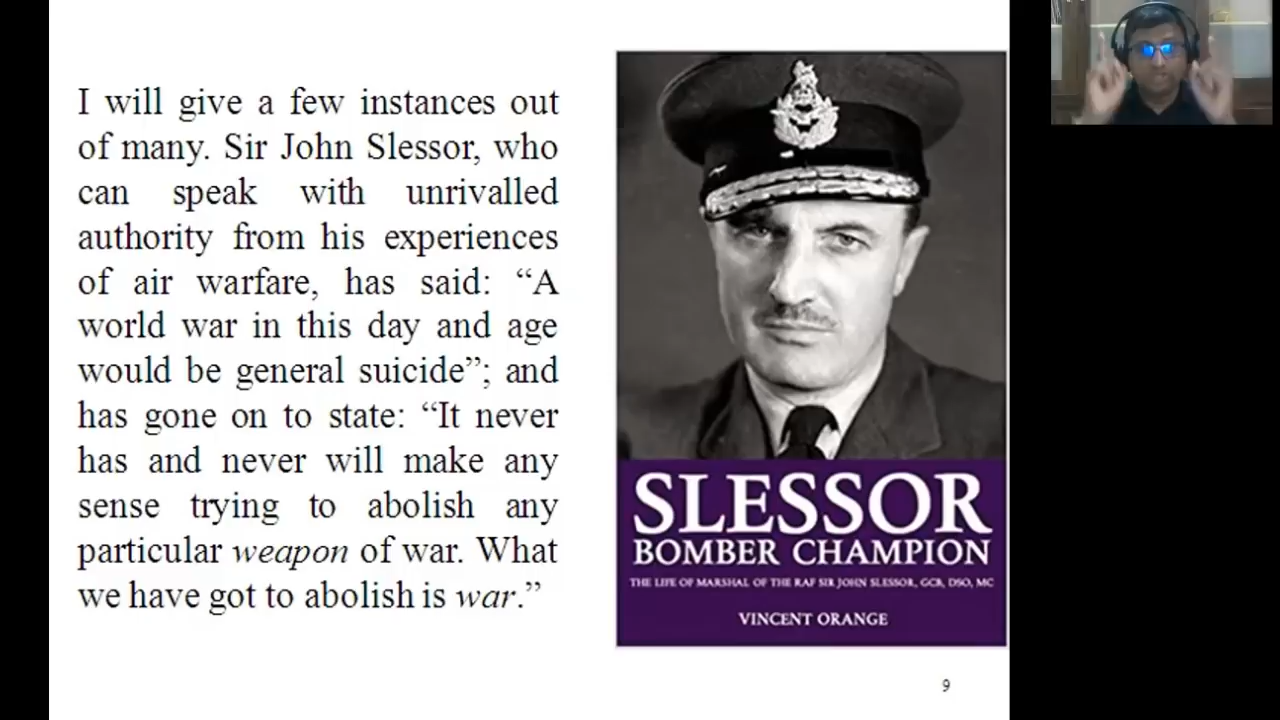 I will give a few instances out
of many. Sir John Slessor, who
can speak with unrivalled
authority from his experiences
of air warfare, has said: “A
world war in this day and age
would be general suicide”; and
has gone on to state: “It never
has and never will make any
sense trying to abolish any
particular weapon of war. What
we have got to abolish is war.”
SLESSOR
BOMBER CHAMPION
THE LIFE OF MARSHAL OF THE RAF SIR JOHN SLESSOR, GCB, DSO, MC
VINCENT ORANGE
9